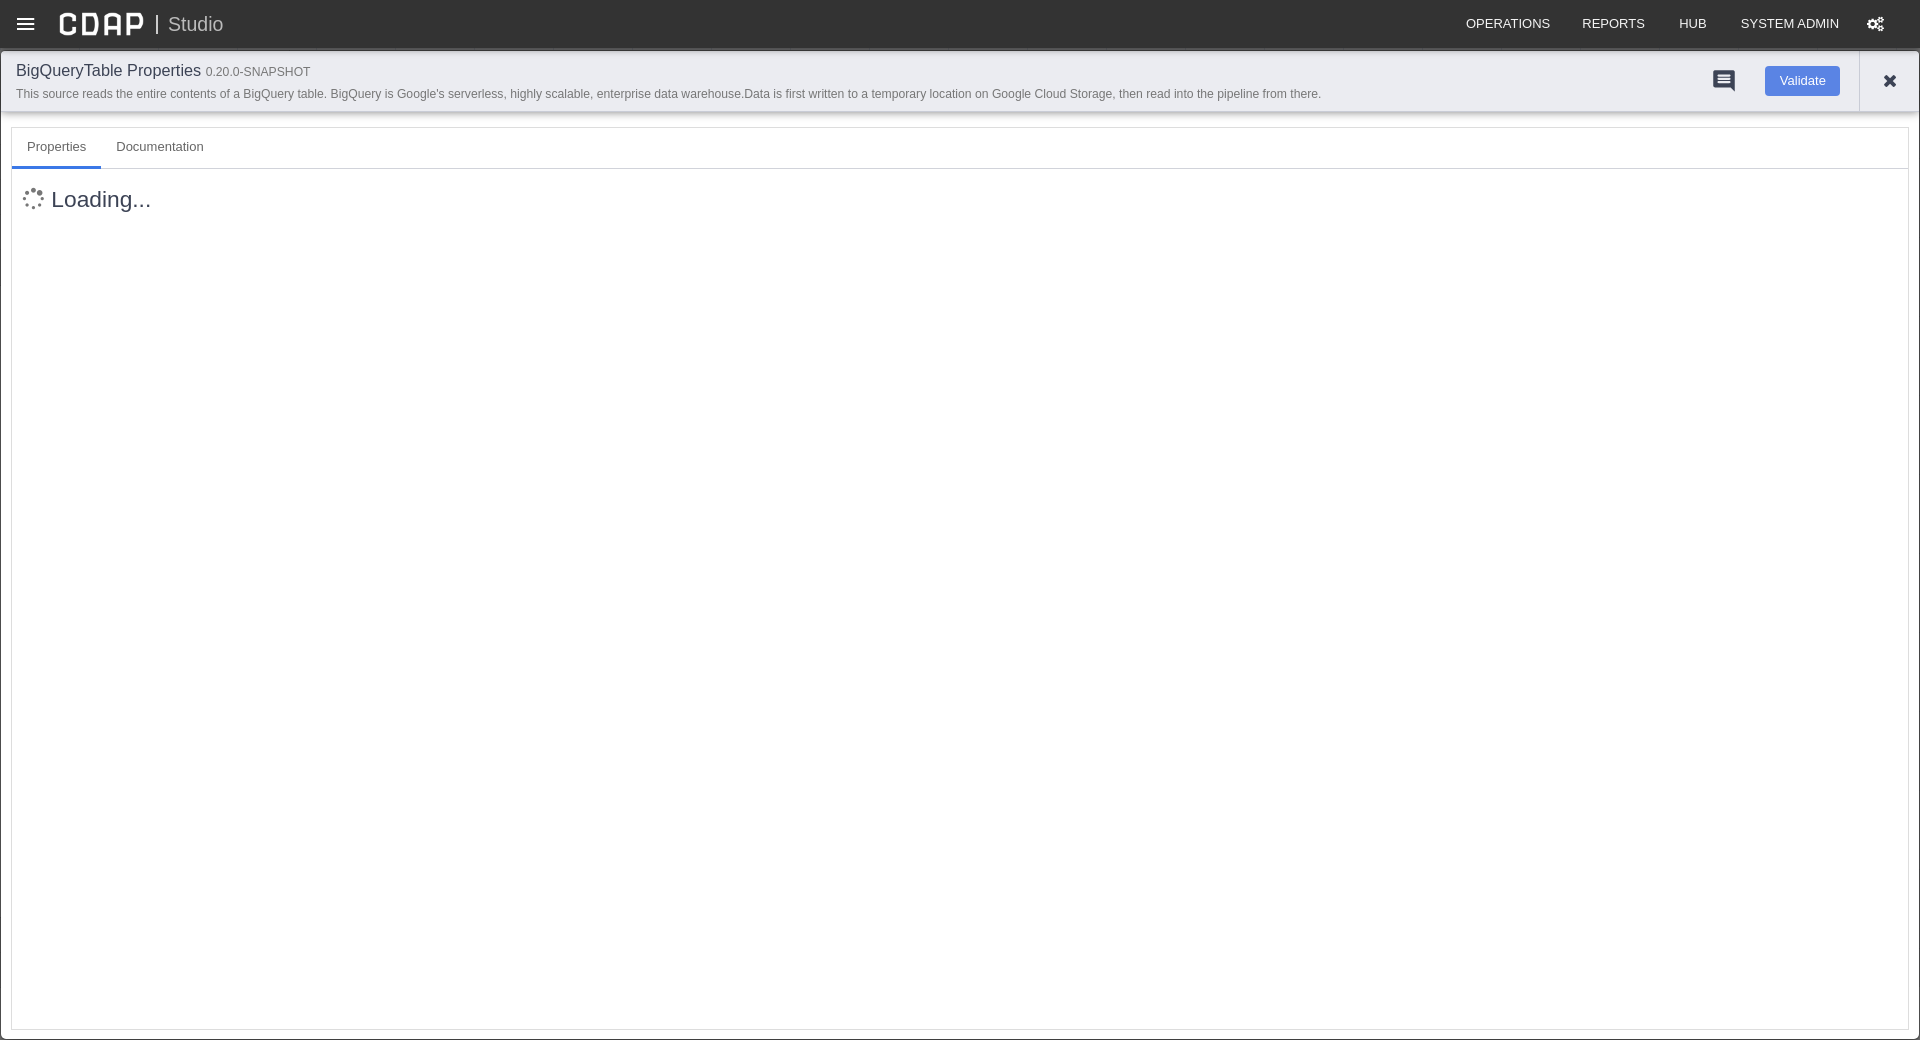 CDAP | Studio
OPERATIONS REPORTS HUB SYSTEM ADMIN
BigQueryTable Properties 0.20.0-SNAPSHOT
This source reads the entire contents of a BigQuery table. BigQuery is Google's serverless, highly scalable, enterprise data warehouse.Data is first written to a temporary location on Google Cloud Storage, then read into the pipeline from there.
Validate
Properties Documentation
Loading...